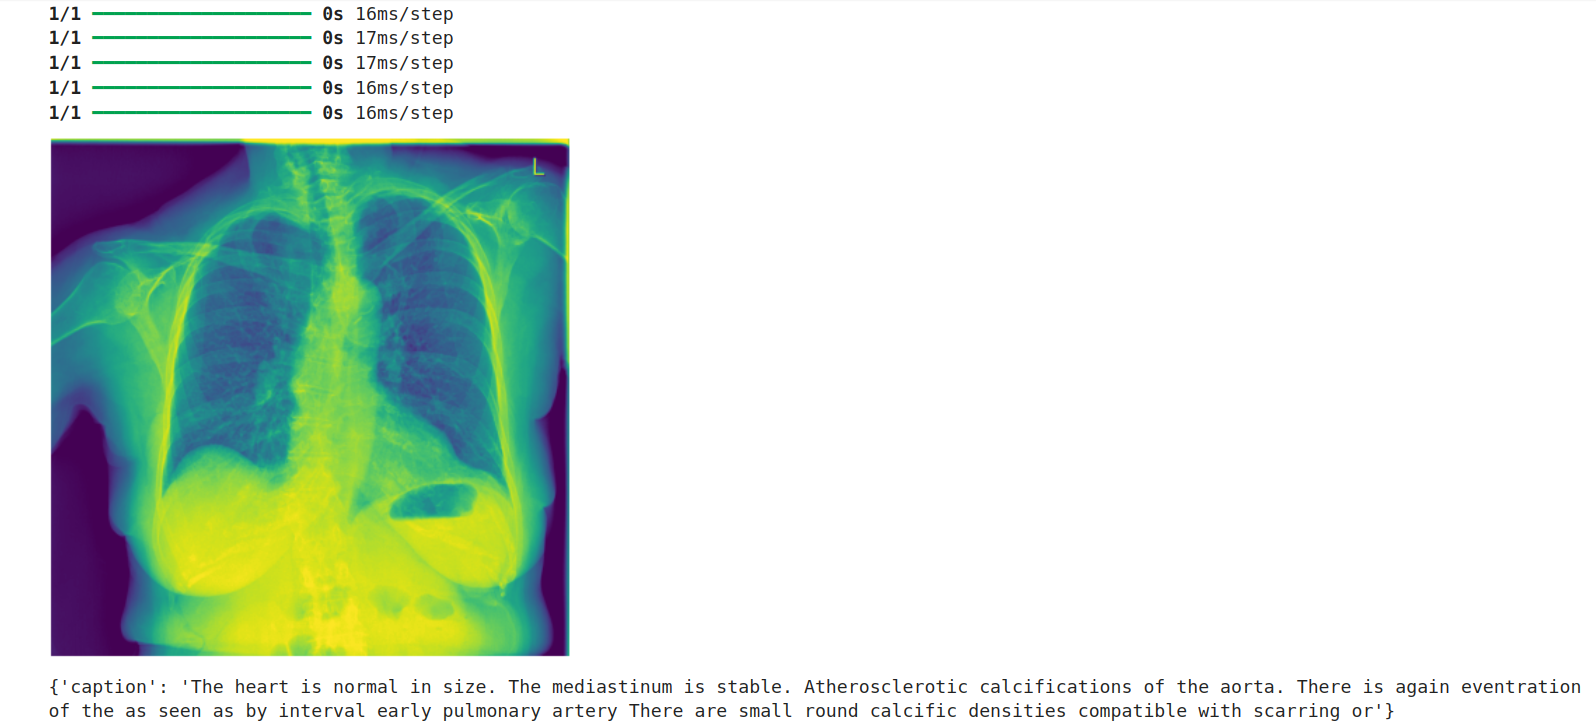 1/1 ━━━━━━━━━━━━━━━━━━━━ 0s 16ms/step
1/1 ━━━━━━━━━━━━━━━━━━━━ 0s 17ms/step
1/1 ━━━━━━━━━━━━━━━━━━━━ 0s 17ms/step
1/1 ━━━━━━━━━━━━━━━━━━━━ 0s 16ms/step
1/1 ━━━━━━━━━━━━━━━━━━━━ 0s 16ms/step
L
{'caption': 'The heart is normal in size. The mediastinum is stable. Atherosclerotic calcifications of the aorta. There is again eventration
of the as seen as by interval early pulmonary artery There are small round calcific densities compatible with scarring or'}